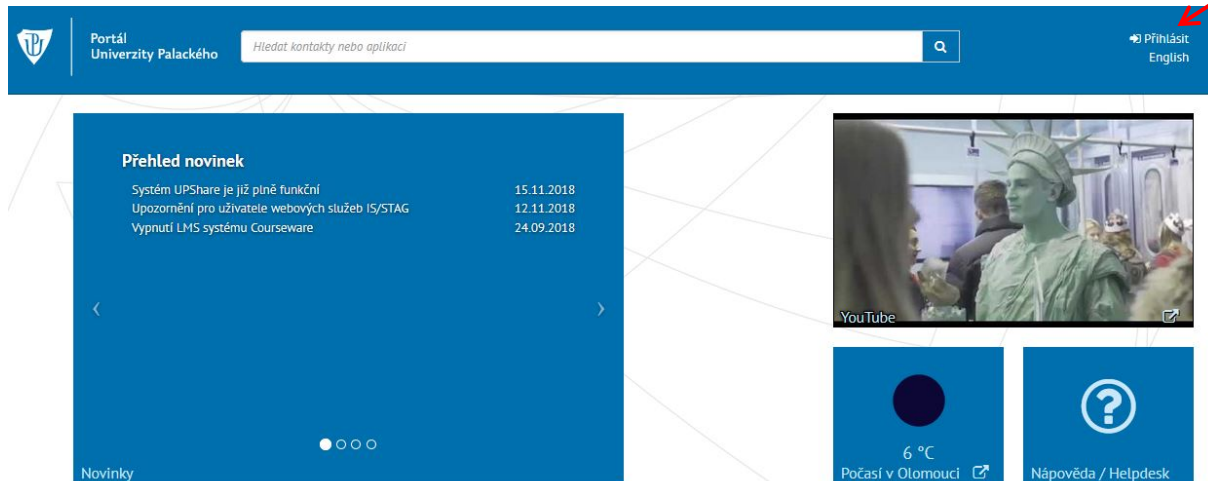 Portál
Univerzity Palackého
Hledat kontakty nebo aplikaci
Přihlásit
English
Přehled novinek
Systém UPShare je již plně funkční 15.11.2018
Upozornění pro uživatele webových služeb IS/STAG 12.11.2018
Vypnutí LMS systému Courseware 24.09.2018
Novinky
YouTube
6 °C
Počasí v Olomouci
?
Nápověda / Helpdesk